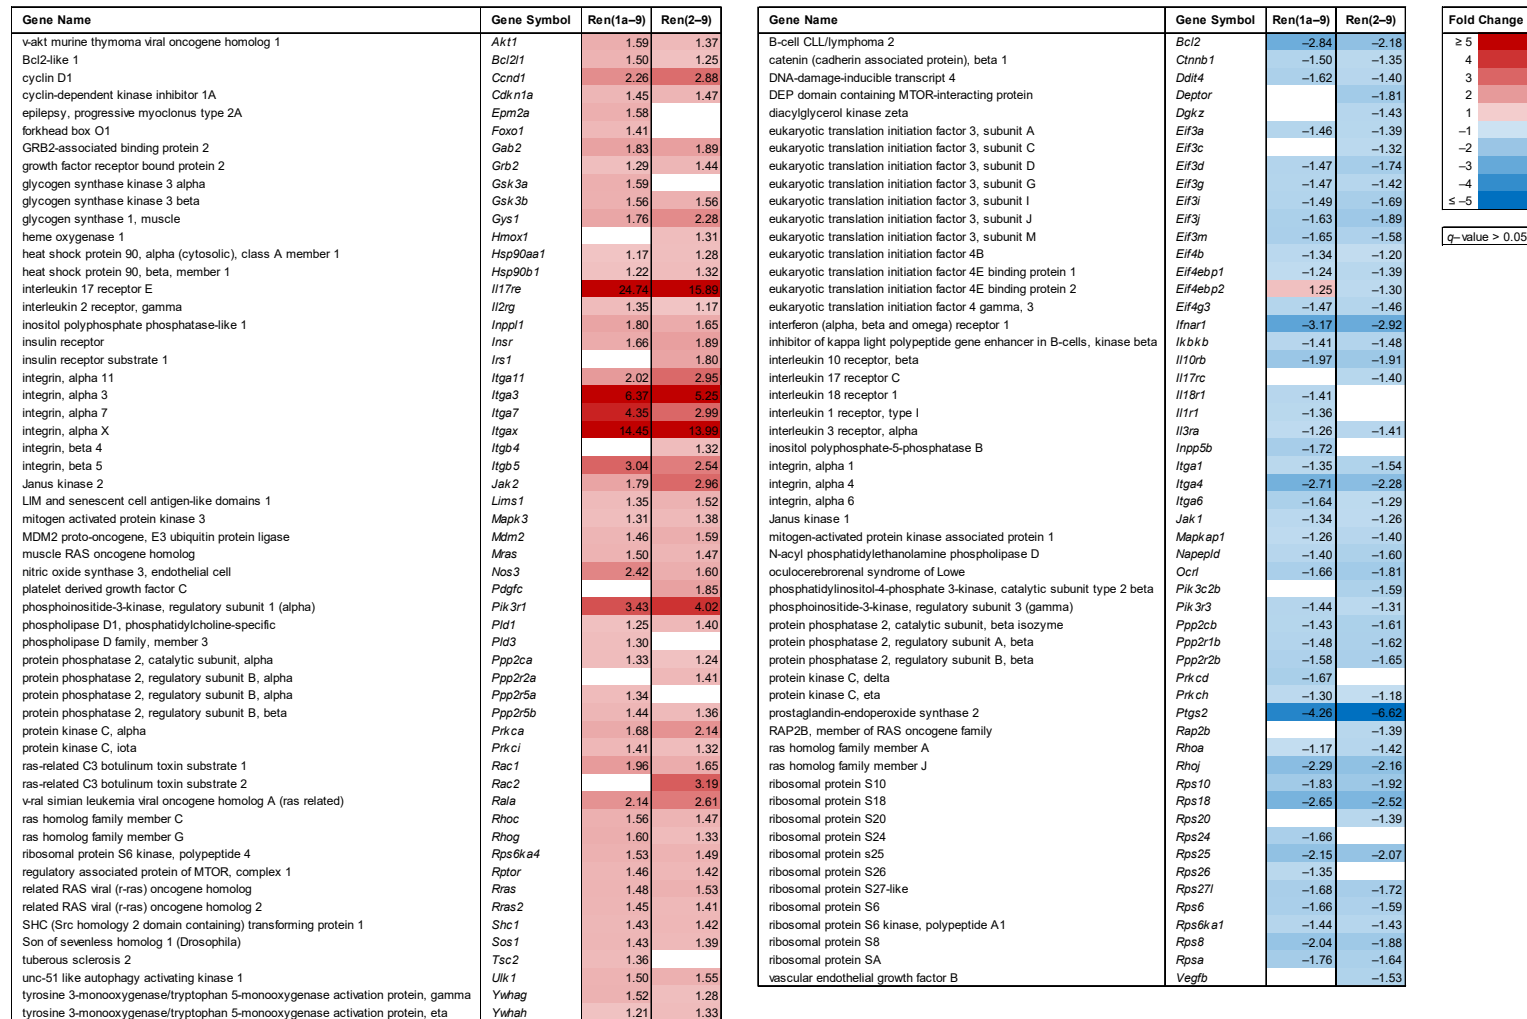 Gene Name Gene Symbol Ren(1a–9) Ren(2–9)
v-akt murine thymoma viral oncogene homolog 1 Akt1 1.59 1.37
Bcl2-like 1 Bcl2l1 1.50 1.25
cyclin D1 Ccnd1 2.26 2.88
cyclin-dependent kinase inhibitor 1A Cdkn1a 1.45 1.47
epilepsy, progressive myoclonus type 2A Epm2a 1.58
forkhead box O1 Foxo1 1.41
GRB2-associated binding protein 2 Gab2 1.83 1.89
growth factor receptor bound protein 2 Grb2 1.29 1.44
glycogen synthase kinase 3 alpha Gsk3a 1.59
glycogen synthase kinase 3 beta Gsk3b 1.56 1.56
glycogen synthase 1, muscle Gys1 1.76 2.28
heme oxygenase 1 Hmox1 1.31
heat shock protein 90, alpha (cytosolic), class A member 1 Hsp90aa1 1.17 1.28
heat shock protein 90, beta, member 1 Hsp90b1 1.22 1.32
interleukin 17 receptor E Il17re 24.74 15.89
interleukin 2 receptor, gamma Il2rg 1.35 1.17
inositol polyphosphate phosphatase-like 1 Inppl1 1.80 1.65
insulin receptor Insr 1.66 1.89
insulin receptor substrate 1 Irs1 1.80
integrin, alpha 11 Itga11 2.02 2.95
integrin, alpha 3 Itga3 6.37 5.25
integrin, alpha 7 Itga7 4.35 2.99
integrin, alpha X Itgax 14.45 13.99
integrin, beta 4 Itgb4 1.32
integrin, beta 5 Itgb5 3.04 2.54
Janus kinase 2 Jak2 1.79 2.96
LIM and senescent cell antigen-like domains 1 Lims1 1.35 1.52
mitogen activated protein kinase 3 Mapk3 1.31 1.38
MDM2 proto-oncogene, E3 ubiquitin protein ligase Mdm2 1.46 1.59
muscle RAS oncogene homolog Mras 1.50 1.47
nitric oxide synthase 3, endothelial cell Nos3 2.42 1.60
platelet derived growth factor C Pdgfc 1.85
phosphoinositide-3-kinase, regulatory subunit 1 (alpha) Pik3r1 3.43 4.02
phospholipase D1, phosphatidylcholine-specific Pld1 1.25 1.40
phospholipase D family, member 3 Pld3 1.30
protein phosphatase 2, catalytic subunit, alpha Ppp2ca 1.33 1.24
protein phosphatase 2, regulatory subunit B, alpha Ppp2r2a 1.41
protein phosphatase 2, regulatory subunit B, alpha Ppp2r5a 1.34
protein phosphatase 2, regulatory subunit B, beta Ppp2r5b 1.44 1.36
protein kinase C, alpha Prkca 1.68 2.14
protein kinase C, iota Prkci 1.41 1.32
ras-related C3 botulinum toxin substrate 1 Rac1 1.96 1.65
ras-related C3 botulinum toxin substrate 2 Rac2 3.19
v-ral simian leukemia viral oncogene homolog A (ras related) Rala 2.14 2.61
ras homolog family member C Rhoc 1.56 1.47
ras homolog family member G Rhog 1.60 1.33
ribosomal protein S6 kinase, polypeptide 4 Rps6ka4 1.53 1.49
regulatory associated protein of MTOR, complex 1 Rptor 1.46 1.42
related RAS viral (r-ras) oncogene homolog Rras 1.48 1.53
related RAS viral (r-ras) oncogene homolog 2 Rras2 1.45 1.41
SHC (Src homology 2 domain containing) transforming protein 1 Shc1 1.43 1.42
Son of sevenless homolog 1 (Drosophila) Sos1 1.43 1.39
tuberous sclerosis 2 Tsc2 1.36
unc-51 like autophagy activating kinase 1 Ulk1 1.50 1.55
tyrosine 3-monooxygenase/tryptophan 5-monooxygenase activation protein, gamma Ywhag 1.52 1.28
tyrosine 3-monooxygenase/tryptophan 5-monooxygenase activation protein, eta Ywhah 1.21 1.33
Gene Name Gene Symbol Ren(1a–9) Ren(2–9)
B-cell CLL/lymphoma 2 Bcl2 –2.84 –2.18
catenin (cadherin associated protein), beta 1 Ctnnb1 –1.50 –1.35
DNA-damage-inducible transcript 4 Ddit4 –1.62 –1.40
DEP domain containing MTOR-interacting protein Deptor –1.81
diacylglycerol kinase zeta Dgkz –1.43
eukaryotic translation initiation factor 3, subunit A Eif3a –1.46 –1.39
eukaryotic translation initiation factor 3, subunit C Eif3c –1.32
eukaryotic translation initiation factor 3, subunit D Eif3d –1.47 –1.74
eukaryotic translation initiation factor 3, subunit G Eif3g –1.47 –1.42
eukaryotic translation initiation factor 3, subunit I Eif3i –1.49 –1.69
eukaryotic translation initiation factor 3, subunit J Eif3j –1.63 –1.89
eukaryotic translation initiation factor 3, subunit M Eif3m –1.65 –1.58
eukaryotic translation initiation factor 4B Eif4b –1.34 –1.20
eukaryotic translation initiation factor 4E binding protein 1 Eif4ebp1 –1.24 –1.39
eukaryotic translation initiation factor 4E binding protein 2 Eif4ebp2 1.25 –1.30
eukaryotic translation initiation factor 4 gamma, 3 Eif4g3 –1.47 –1.46
interferon (alpha, beta and omega) receptor 1 Ifnar1 –3.17 –2.92
inhibitor of kappa light polypeptide gene enhancer in B-cells, kinase beta Ikbkb –1.41 –1.48
interleukin 10 receptor, beta Il10rb –1.97 –1.91
interleukin 17 receptor C Il17rc –1.40
interleukin 18 receptor 1 Il18r1 –1.41
interleukin 1 receptor, type I Il1r1 –1.36
interleukin 3 receptor, alpha Il3ra –1.26 –1.41
inositol polyphosphate-5-phosphatase B Inpp5b –1.72
integrin, alpha 1 Itga1 –1.35 –1.54
integrin, alpha 4 Itga4 –2.71 –2.28
integrin, alpha 6 Itga6 –1.64 –1.29
Janus kinase 1 Jak1 –1.34 –1.26
mitogen-activated protein kinase associated protein 1 Mapkap1 –1.26 –1.40
N-acyl phosphatidylethanolamine phospholipase D Napepld –1.40 –1.60
oculocerebrorenal syndrome of Lowe Ocrl –1.66 –1.81
phosphatidylinositol-4-phosphate 3-kinase, catalytic subunit type 2 beta Pik3c2b –1.59
phosphoinositide-3-kinase, regulatory subunit 3 (gamma) Pik3r3 –1.44 –1.31
protein phosphatase 2, catalytic subunit, beta isozyme Ppp2cb –1.43 –1.61
protein phosphatase 2, regulatory subunit A, beta Ppp2r1b –1.48 –1.62
protein phosphatase 2, regulatory subunit B, beta Ppp2r2b –1.58 –1.65
protein kinase C, delta Prkcd –1.67
protein kinase C, eta Prkch –1.30 –1.18
prostaglandin-endoperoxide synthase 2 Ptgs2 –4.26 –6.62
RAP2B, member of RAS oncogene family Rap2b –1.39
ras homolog family member A Rhoa –1.17 –1.42
ras homolog family member J Rhoj –2.29 –2.16
ribosomal protein S10 Rps10 –1.83 –1.92
ribosomal protein S18 Rps18 –2.65 –2.52
ribosomal protein S20 Rps20 –1.39
ribosomal protein S24 Rps24 –1.66
ribosomal protein s25 Rps25 –2.15 –2.07
ribosomal protein S26 Rps26 –1.35
ribosomal protein S27-like Rps27l –1.68 –1.72
ribosomal protein S6 Rps6 –1.66 –1.59
ribosomal protein S6 kinase, polypeptide A1 Rps6ka1 –1.44 –1.43
ribosomal protein S8 Rps8 –2.04 –1.88
ribosomal protein SA Rpsa –1.76 –1.64
vascular endothelial growth factor B Vegfb –1.53
Fold Change
≥ 5
4
3
2
1
–1
–2
–3
–4
≤ –5
q–value > 0.05